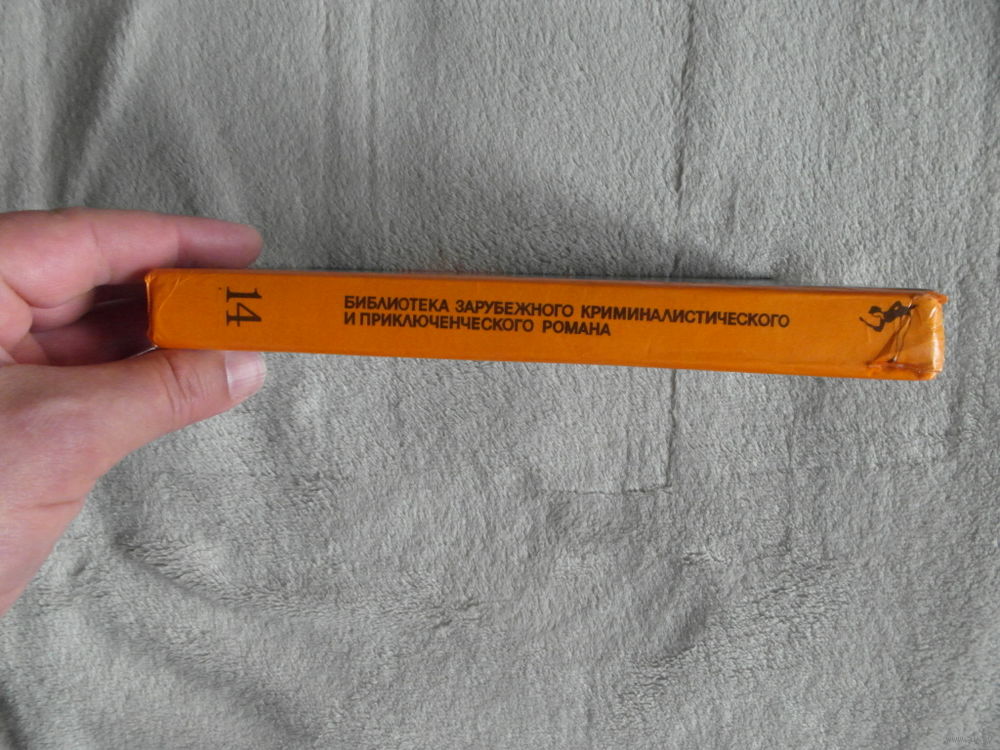 14
БИБЛИОТЕКА ЗАРУБЕЖНОГО КРИМИНАЛИСТИЧЕСКОГО
И ПРИКЛЮЧЕНЧЕСКОГО РОМАНА